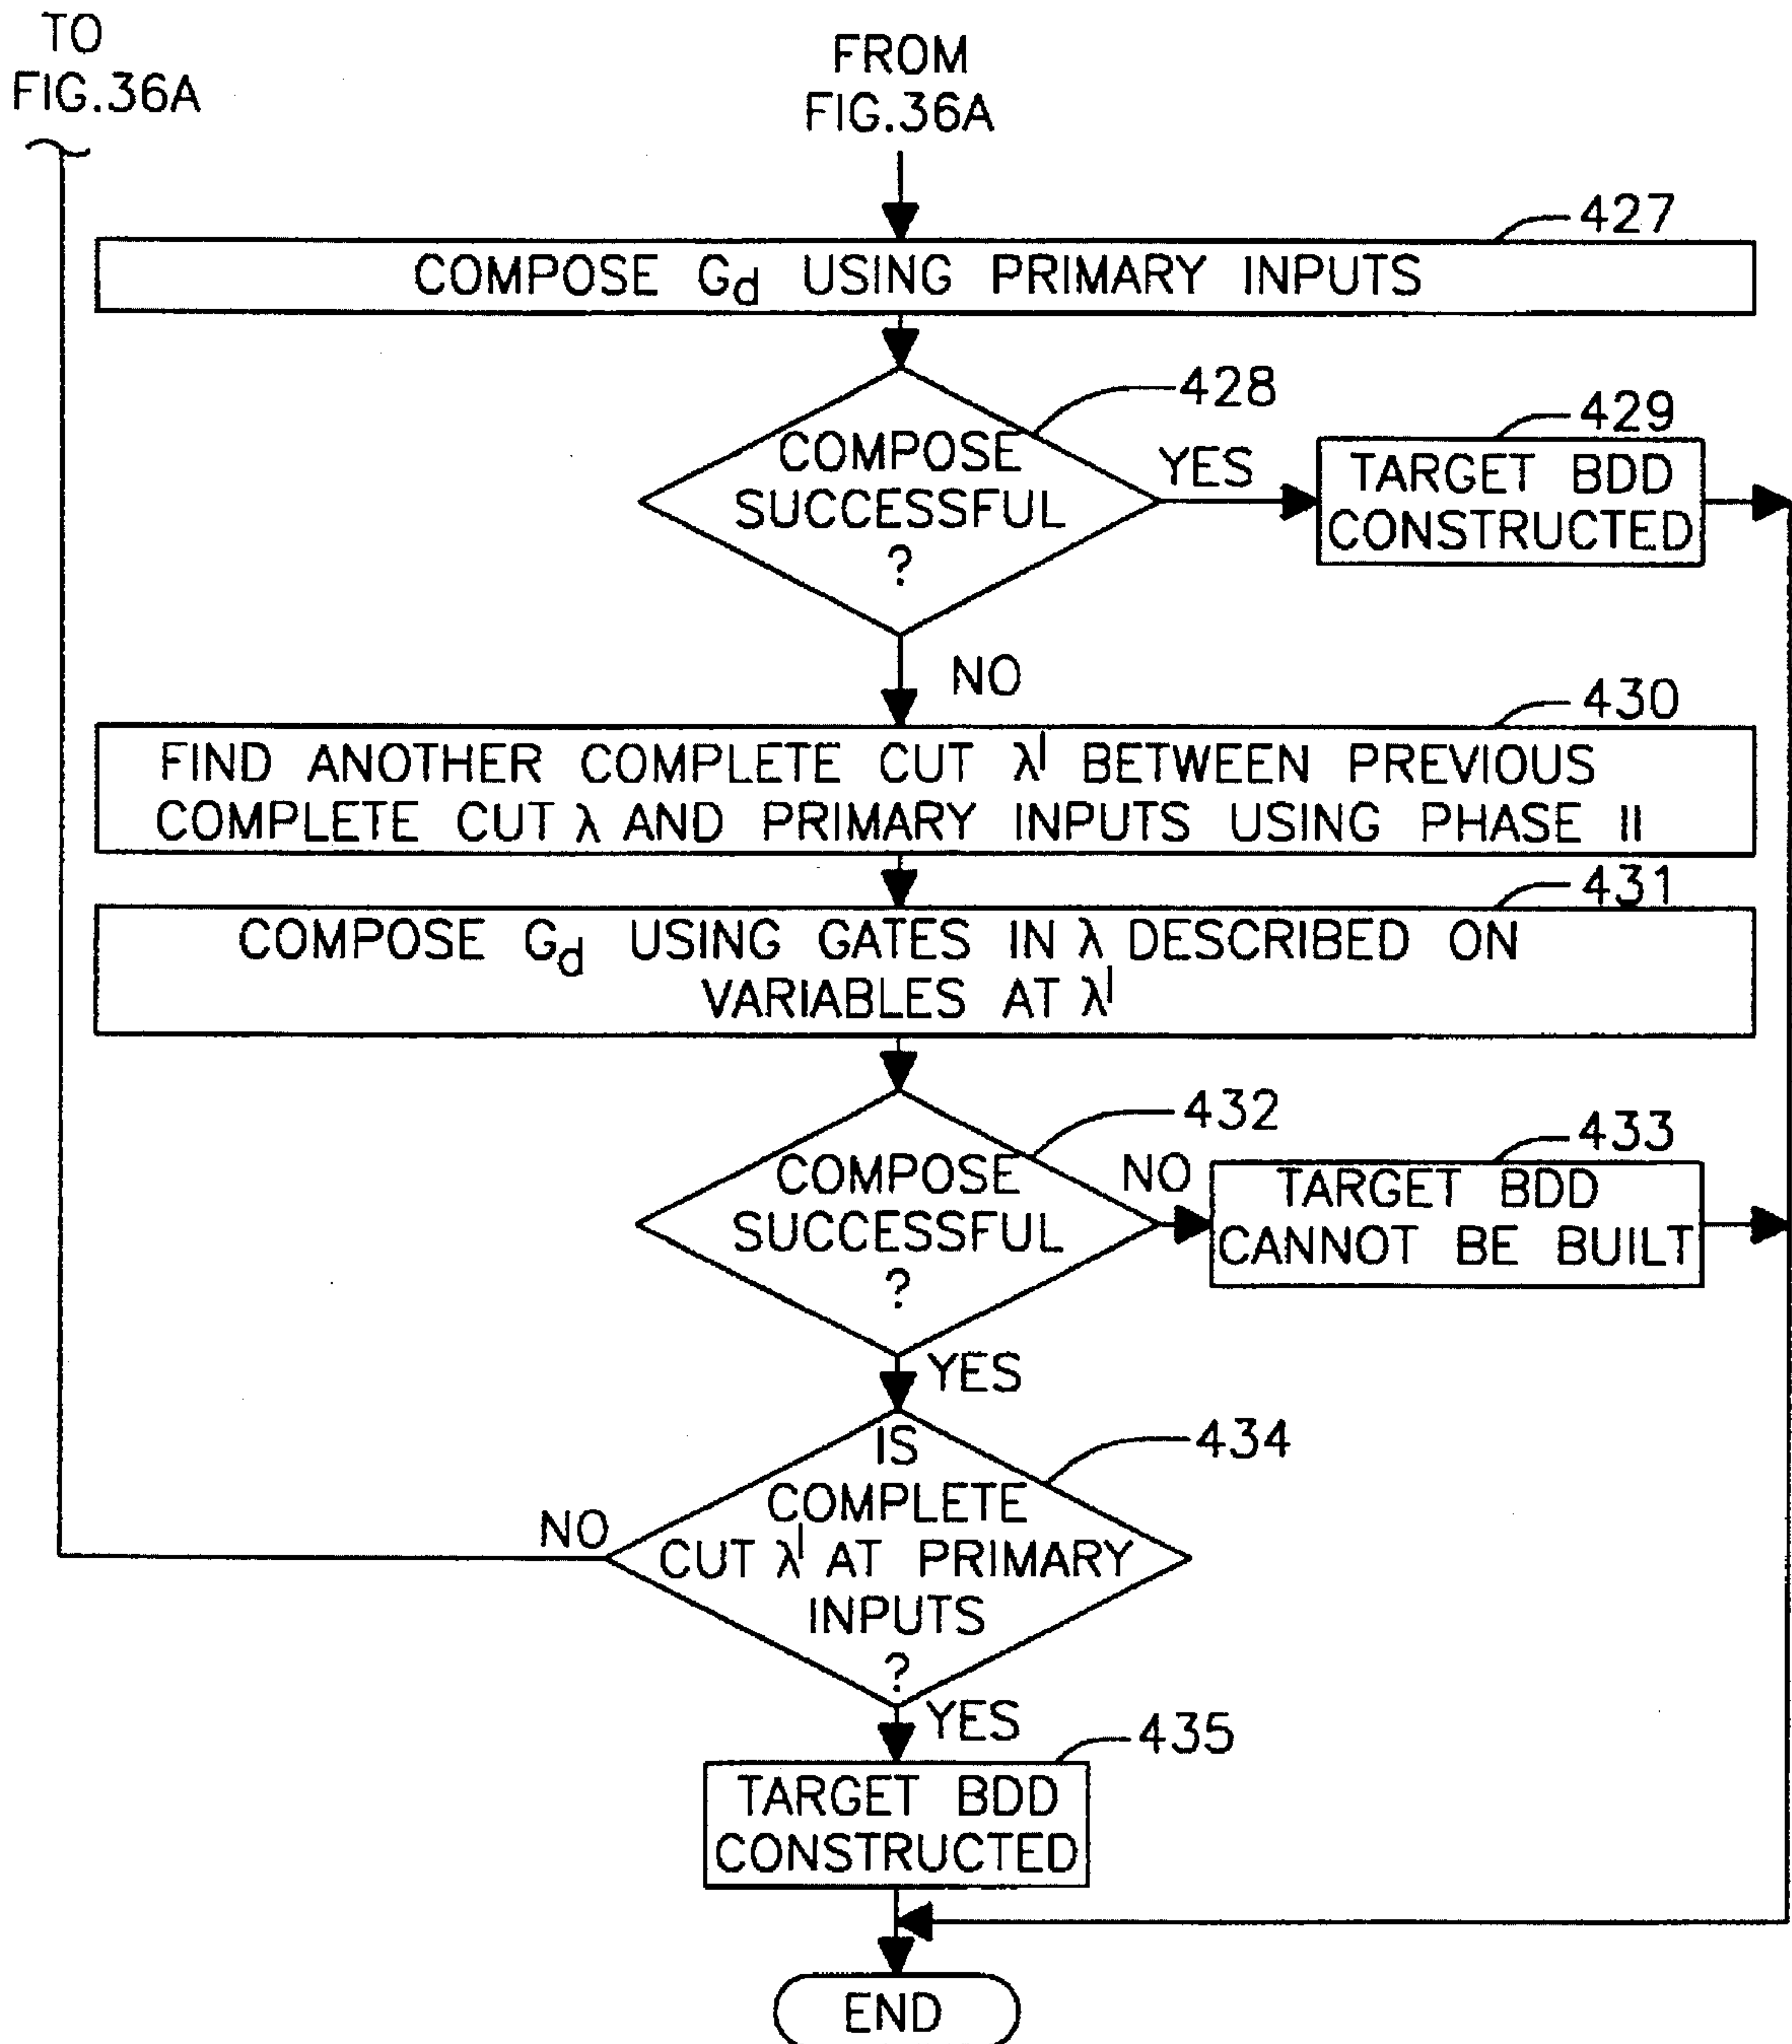 TO
FIG.36A
FROM
FIG.36A
427
COMPOSE Gd USING PRIMARY INPUTS
428
COMPOSE
SUCCESSFUL
?
YES
429
TARGET BDD
CONSTRUCTED
NO
430
FIND ANOTHER COMPLETE CUT λ' BETWEEN PREVIOUS
COMPLETE CUT λ AND PRIMARY INPUTS USING PHASE II
431
COMPOSE Gd USING GATES IN λ DESCRIBED ON
VARIABLES AT λ'
432
COMPOSE
SUCCESSFUL
?
NO
433
TARGET BDD
CANNOT BE BUILT
YES
434
IS
COMPLETE
CUT λ' AT PRIMARY
INPUTS
?
NO
YES
435
TARGET BDD
CONSTRUCTED
END